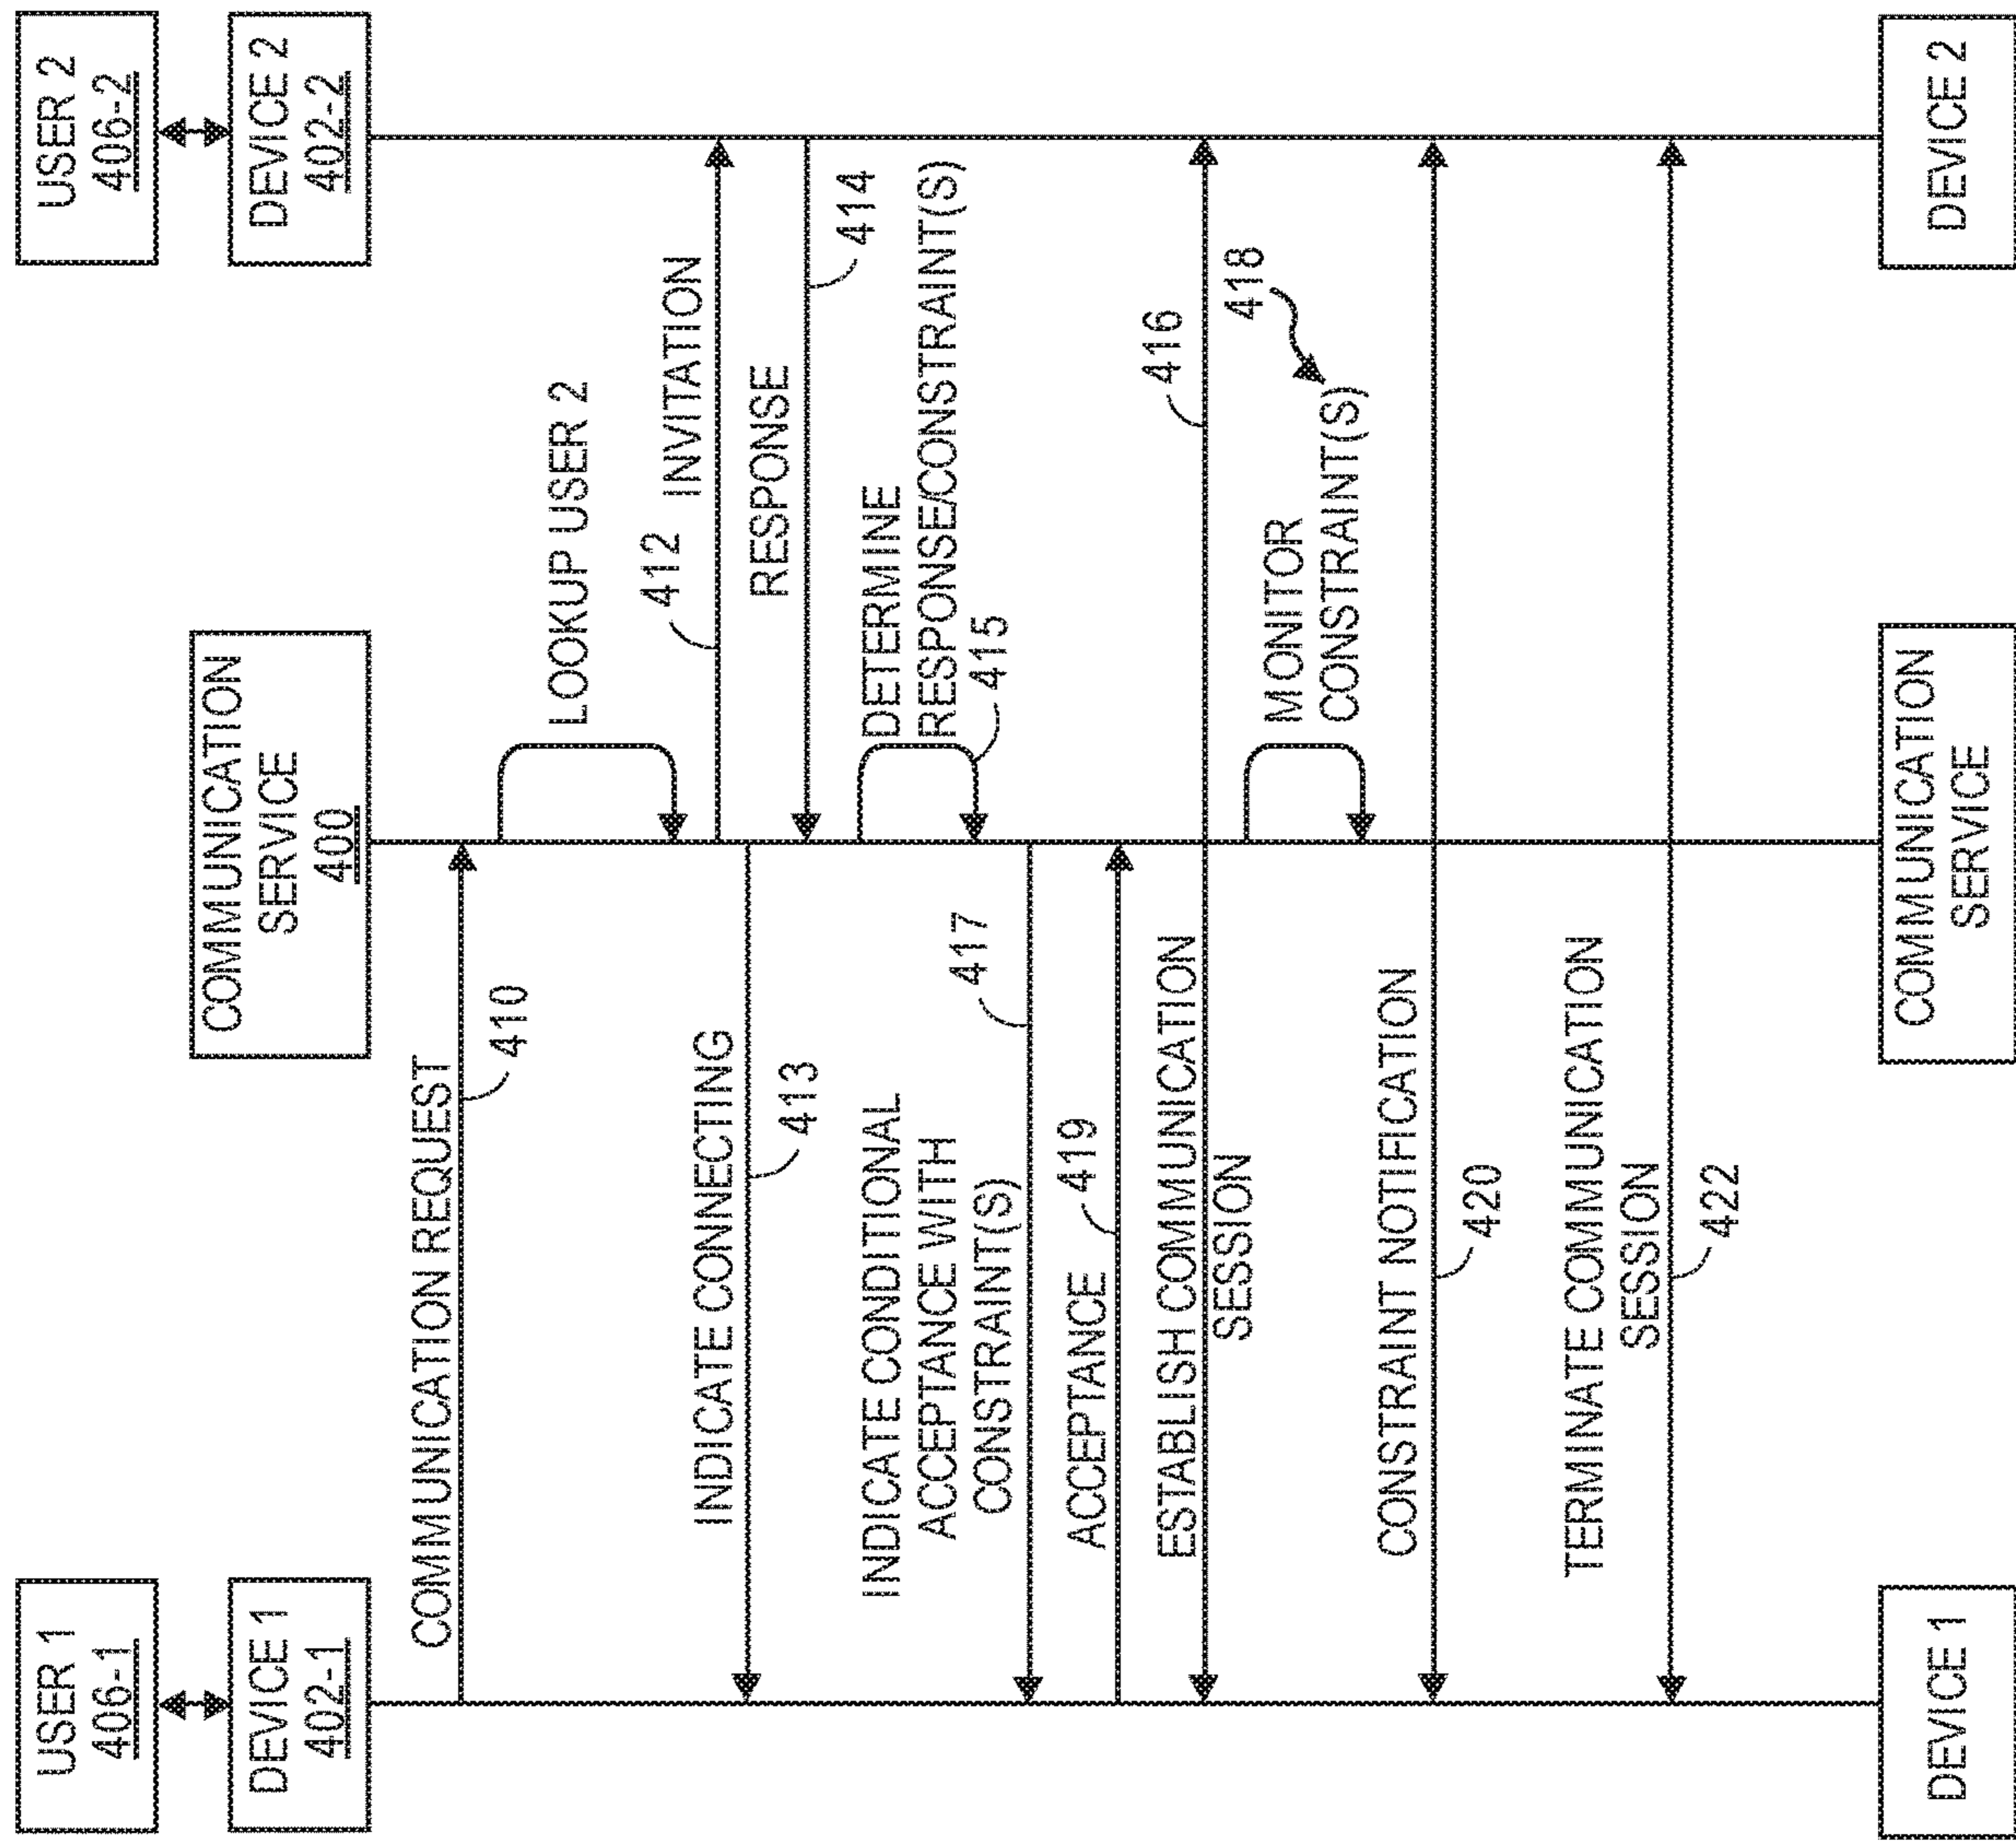 USER 1
406-1
DEVICE 1
402-1
COMMUNICATION
SERVICE
400
USER 2
406-2
DEVICE 2
402-2
COMMUNICATION REQUEST
410
LOOKUP USER 2
412
INVITATION
INDICATE CONNECTING
413
RESPONSE
414
DETERMINE
RESPONSE/CONSTRAINT(S)
415
INDICATE CONDITIONAL
ACCEPTANCE WITH
CONSTRAINT(S)
417
ACCEPTANCE
419
ESTABLISH COMMUNICATION
SESSION
416
MONITOR
CONSTRAINT(S)
418
CONSTRAINT NOTIFICATION
420
TERMINATE COMMUNICATION
SESSION
422
DEVICE 1
COMMUNICATION
SERVICE
DEVICE 2